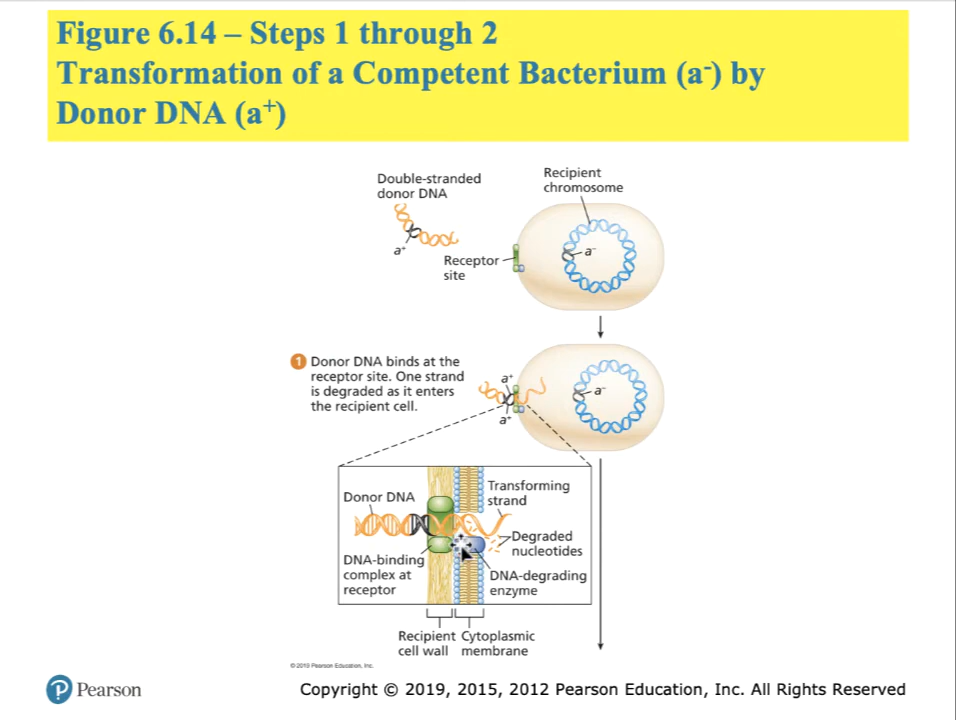 Figure 6.14 – Steps 1 through 2
Transformation of a Competent Bacterium (a⁻) by
Donor DNA (a⁺)
Double-stranded
donor DNA
a⁺
Recipient
chromosome
a⁻
Receptor
site
1 Donor DNA binds at the
receptor site. One strand
is degraded as it enters
the recipient cell.
a⁺
a⁺
a⁻
Donor DNA
Transforming
strand
Degraded
nucleotides
DNA-binding
complex at
receptor
DNA-degrading
enzyme
Recipient
cell wall
Cytoplasmic
membrane
© 2019 Pearson Education, Inc.
P Pearson
Copyright © 2019, 2015, 2012 Pearson Education, Inc. All Rights Reserved